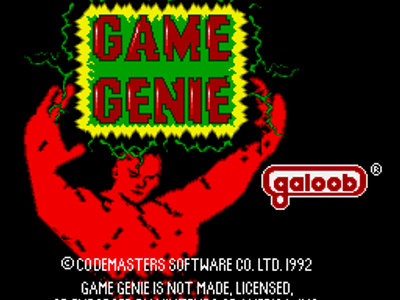 GAME
GENIE
galoob®
© CODEMASTERS SOFTWARE CO. LTD. 1992
GAME GENIE IS NOT MADE, LICENSED,